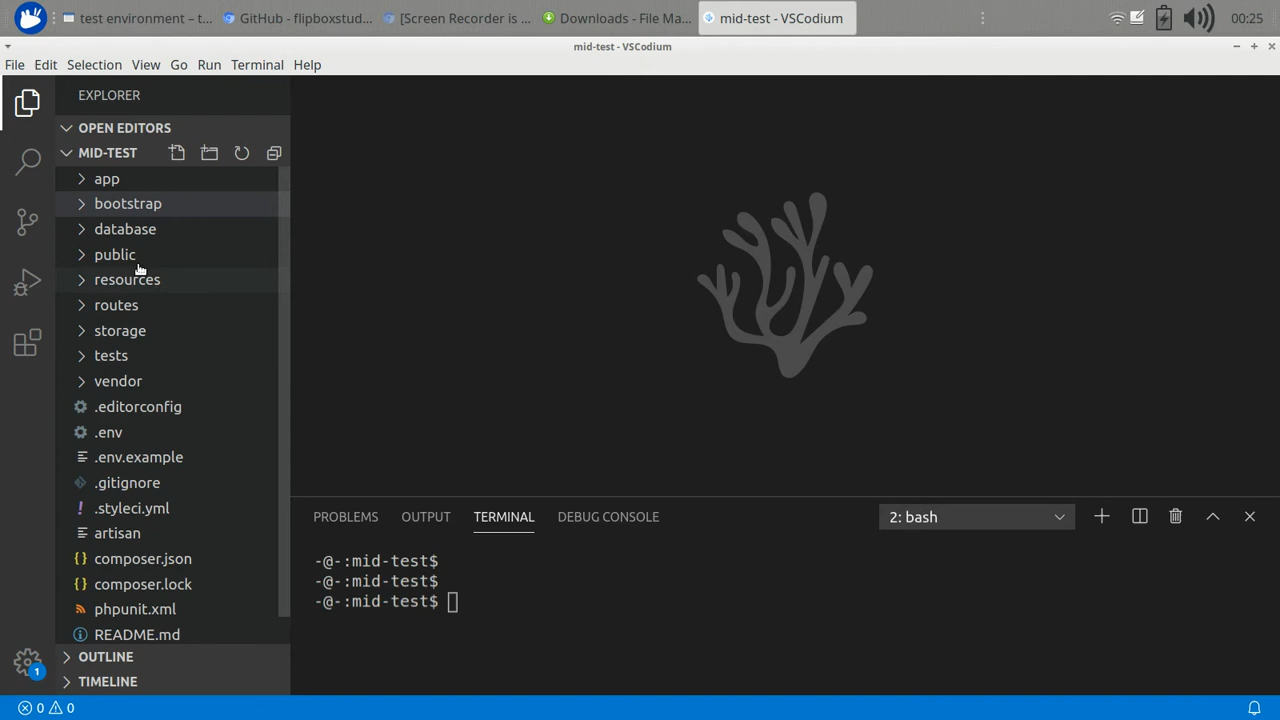 test environment – t...
GitHub - flipboxstud...
[Screen Recorder is ...
Downloads - File Ma...
mid-test - VSCodium
00:25
mid-test - VSCodium
File Edit Selection View Go Run Terminal Help
EXPLORER
OPEN EDITORS
MID-TEST
app
bootstrap
database
public
resources
routes
storage
tests
vendor
.editorconfig
.env
.env.example
.gitignore
.styleci.yml
artisan
composer.json
composer.lock
phpunit.xml
README.md
OUTLINE
TIMELINE
PROBLEMS OUTPUT TERMINAL DEBUG CONSOLE
2: bash
-@-:mid-test$
-@-:mid-test$
-@-:mid-test$
1
0 0